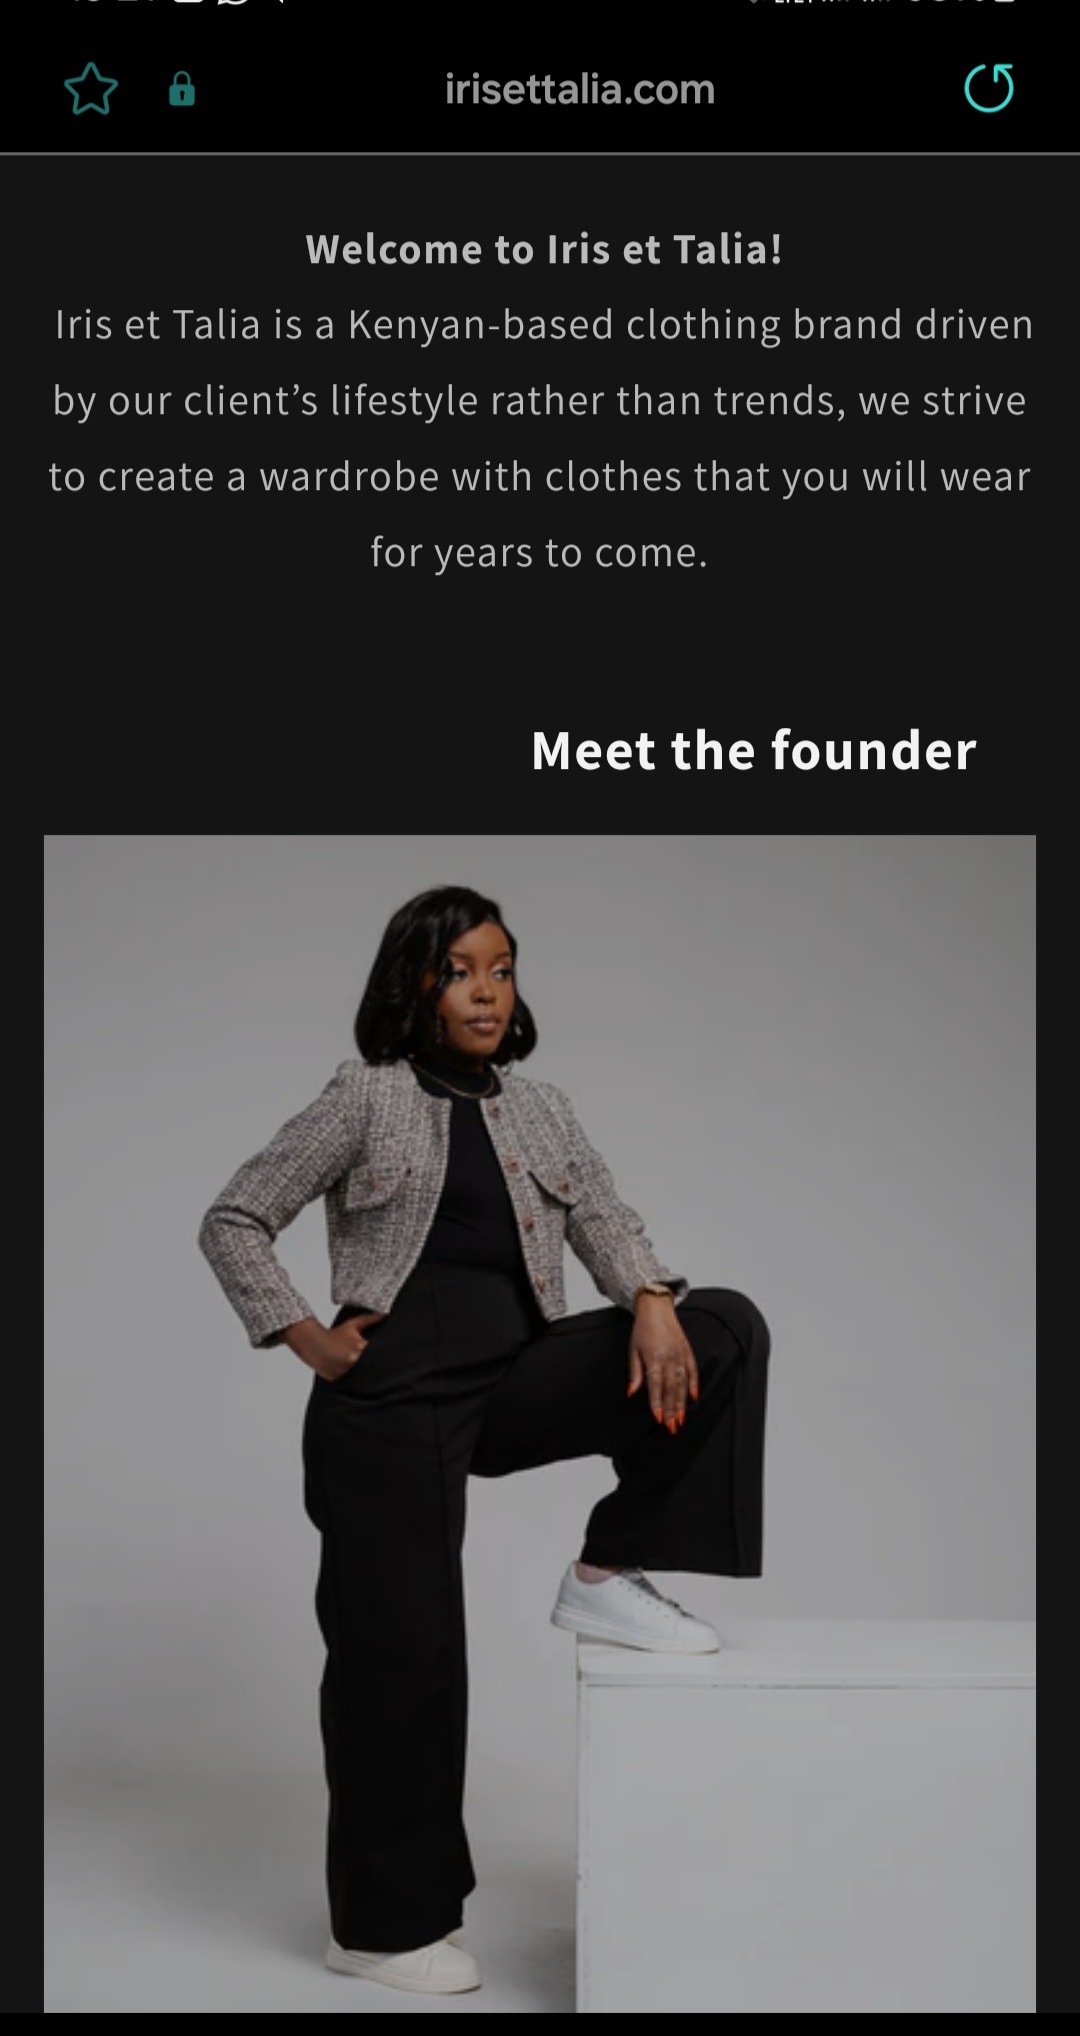 irisettalia.com
Welcome to Iris et Talia!
Iris et Talia is a Kenyan-based clothing brand driven
by our client’s lifestyle rather than trends, we strive
to create a wardrobe with clothes that you will wear
for years to come.
Meet the founder